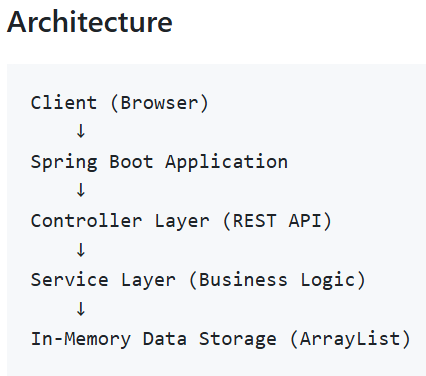 Architecture
Client (Browser)
↓
Spring Boot Application
↓
Controller Layer (REST API)
↓
Service Layer (Business Logic)
↓
In-Memory Data Storage (ArrayList)